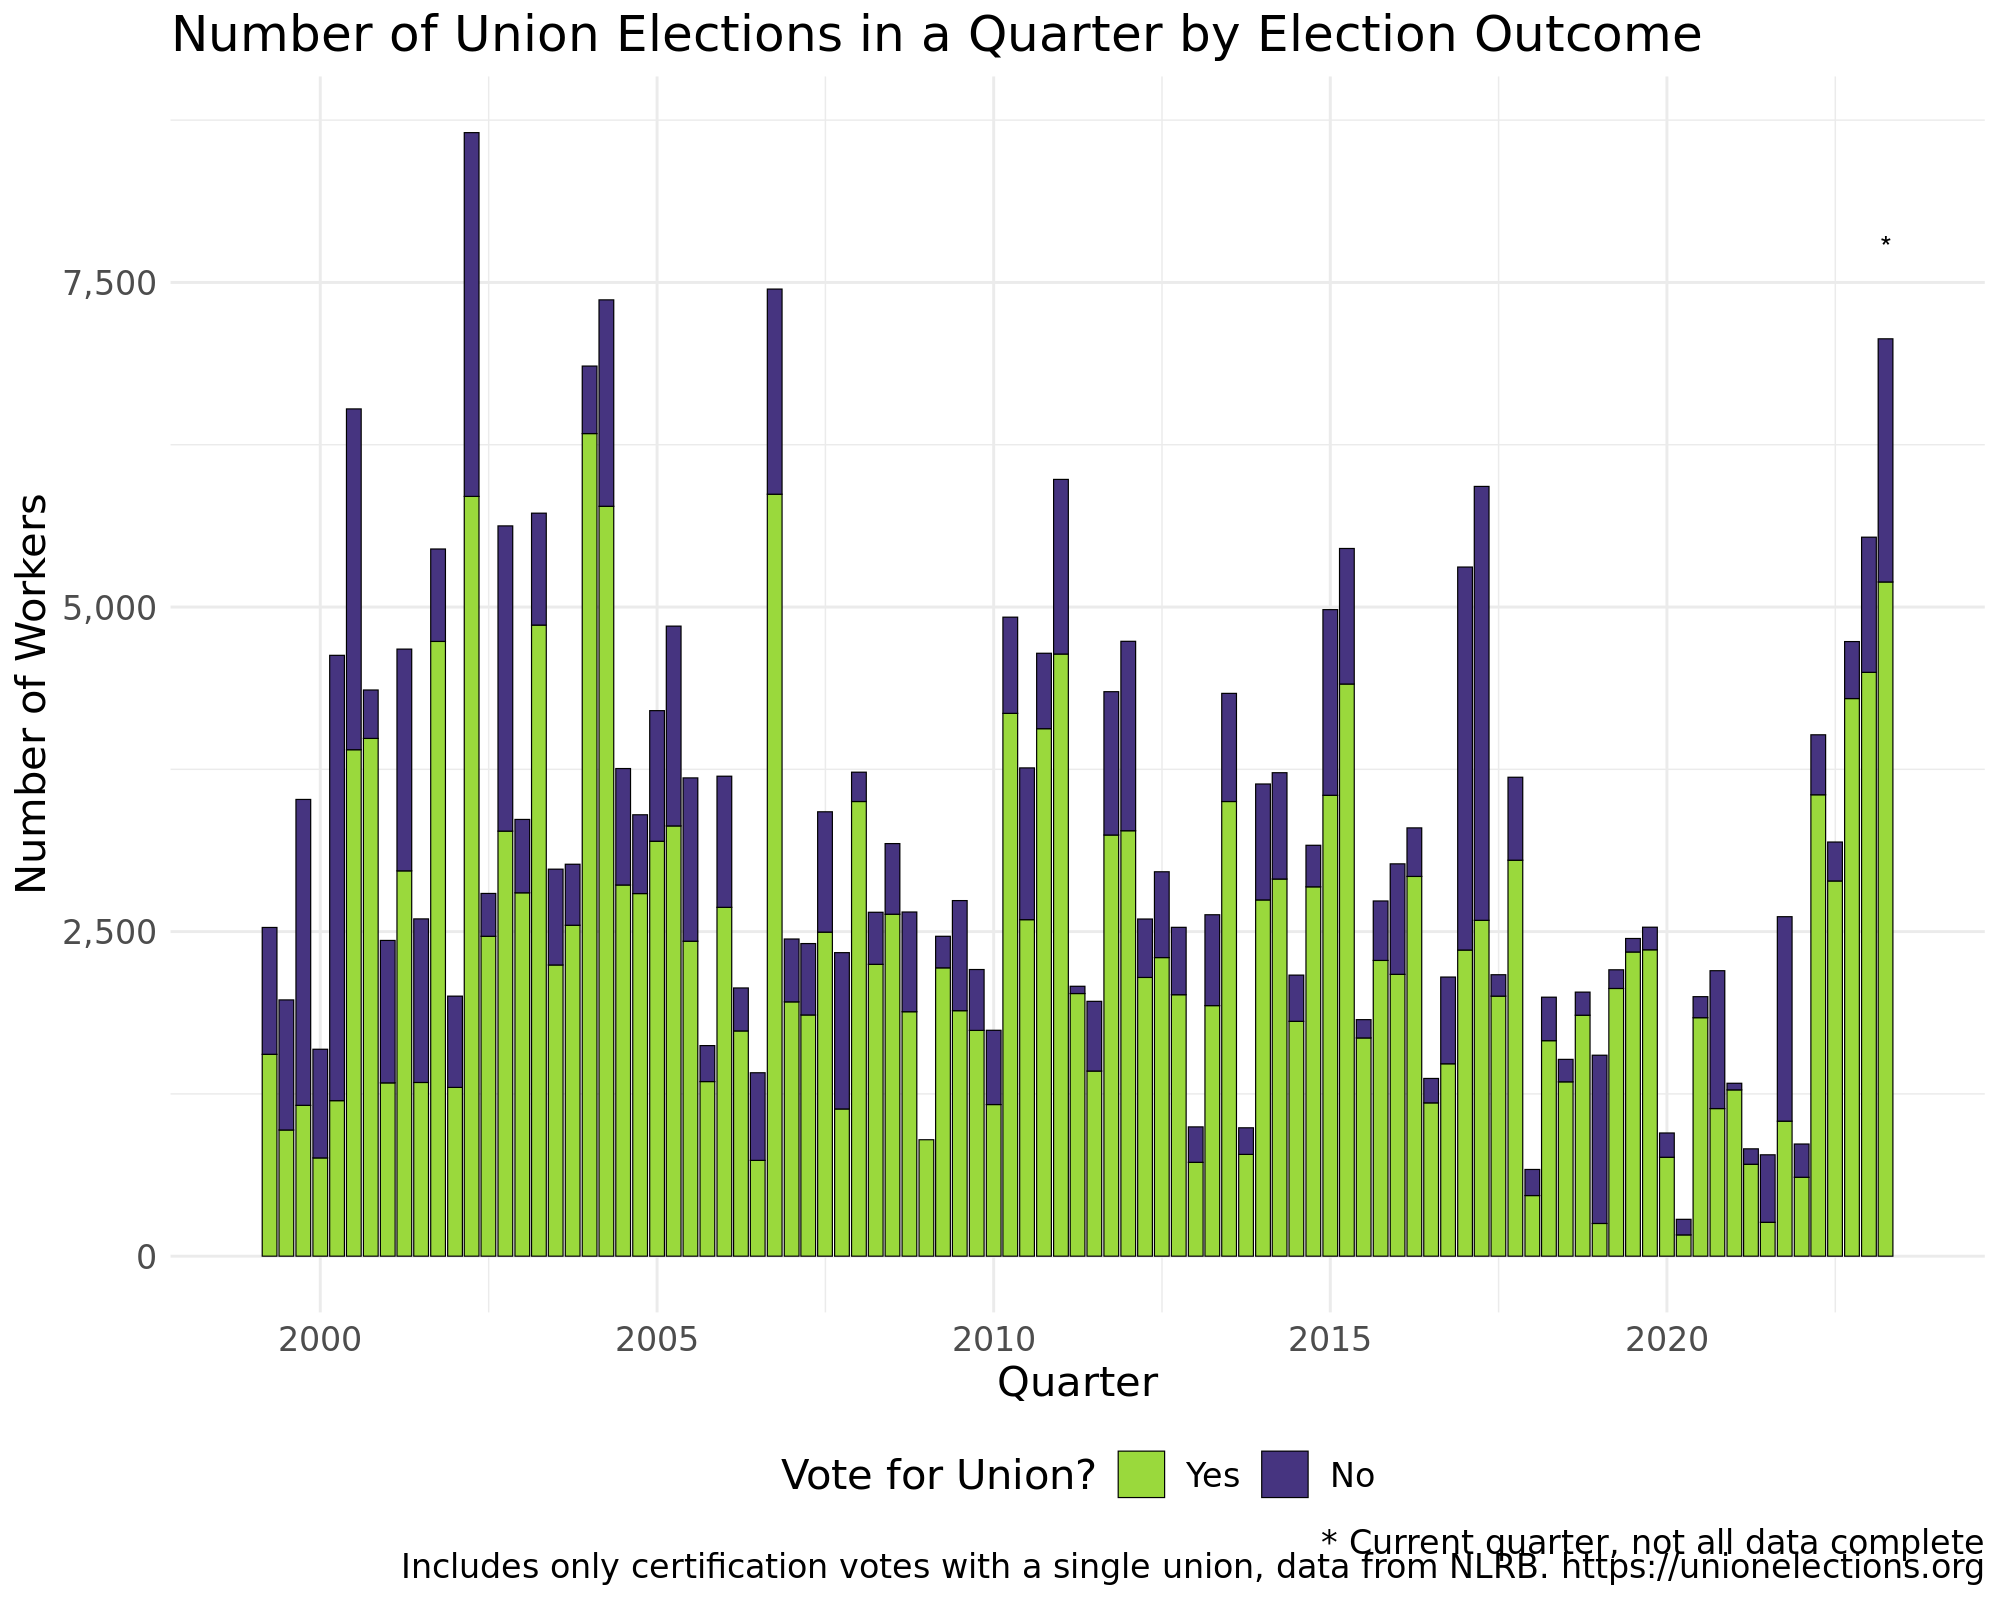 Number of Union Elections in a Quarter by Election Outcome
*
7,500
5,000
2,500
0
Number of Workers
2000 2005 2010 2015 2020
Quarter
Vote for Union? Yes No
* Current quarter, not all data complete
Includes only certification votes with a single union, data from NLRB. https://unionelections.org